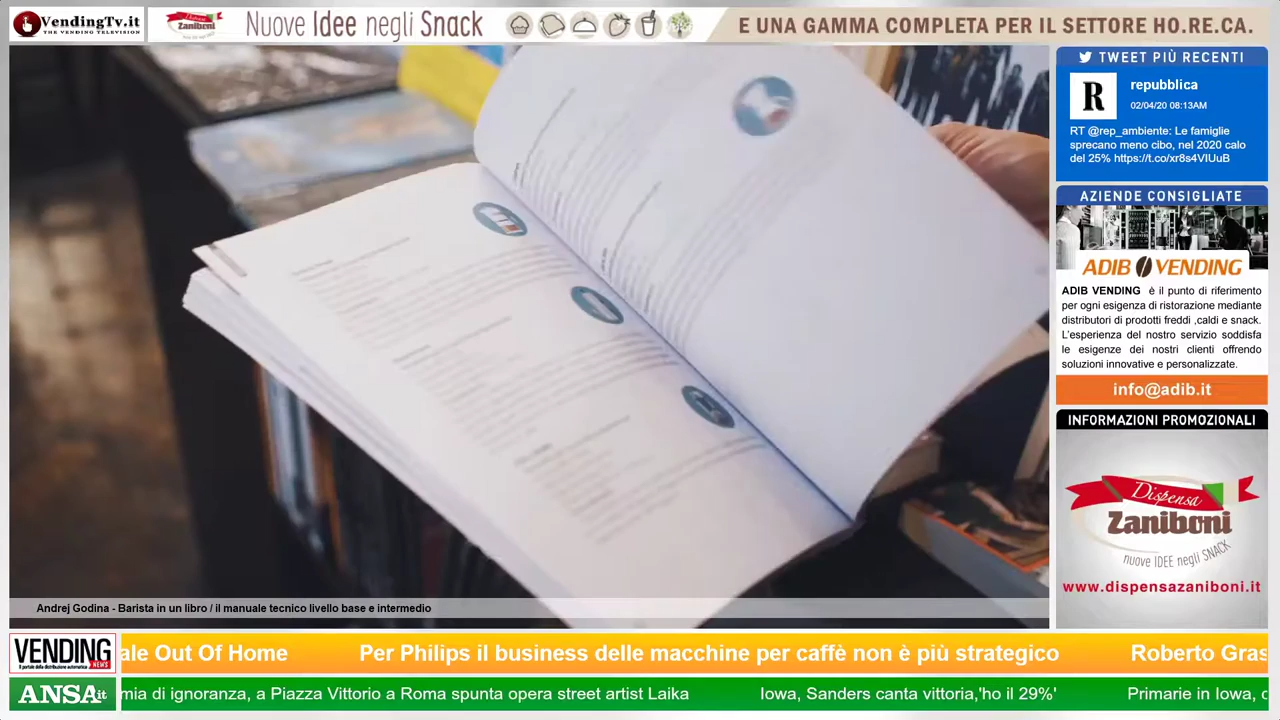 VendingTv.it
THE VENDING TELEVISION
Dispensa
Zaniboni
Nuove Idee negli Snack
E UNA GAMMA COMPLETA PER IL SETTORE HO.RE.CA.
TWEET PIÙ RECENTI
R
repubblica
02/04/20 08:13AM
RT @rep_ambiente: Le famiglie
sprecano meno cibo, nel 2020 calo
del 25% https://t.co/xr8s4VIUuB
AZIENDE CONSIGLIATE
ADIB VENDING
ADIB VENDING è il punto di riferimento
per ogni esigenza di ristorazione mediante
distributori di prodotti freddi ,caldi e snack.
L'esperienza del nostro servizio soddisfa
le esigenze dei nostri clienti offrendo
soluzioni innovative e personalizzate.
info@adib.it
INFORMAZIONI PROMOZIONALI
Dispensa
Zaniboni
nuove IDEE negli SNACK
www.dispensazaniboni.it
Andrej Godina - Barista in un libro / il manuale tecnico livello base e intermedio
VENDING
NEWS
Il portale della distribuzione automatica
ale Out Of Home Per Philips il business delle macchine per caffè non è più strategico Roberto Gras
ANSA.it
mia di ignoranza, a Piazza Vittorio a Roma spunta opera street artist Laika Iowa, Sanders canta vittoria,'ho il 29%' Primarie in Iowa,